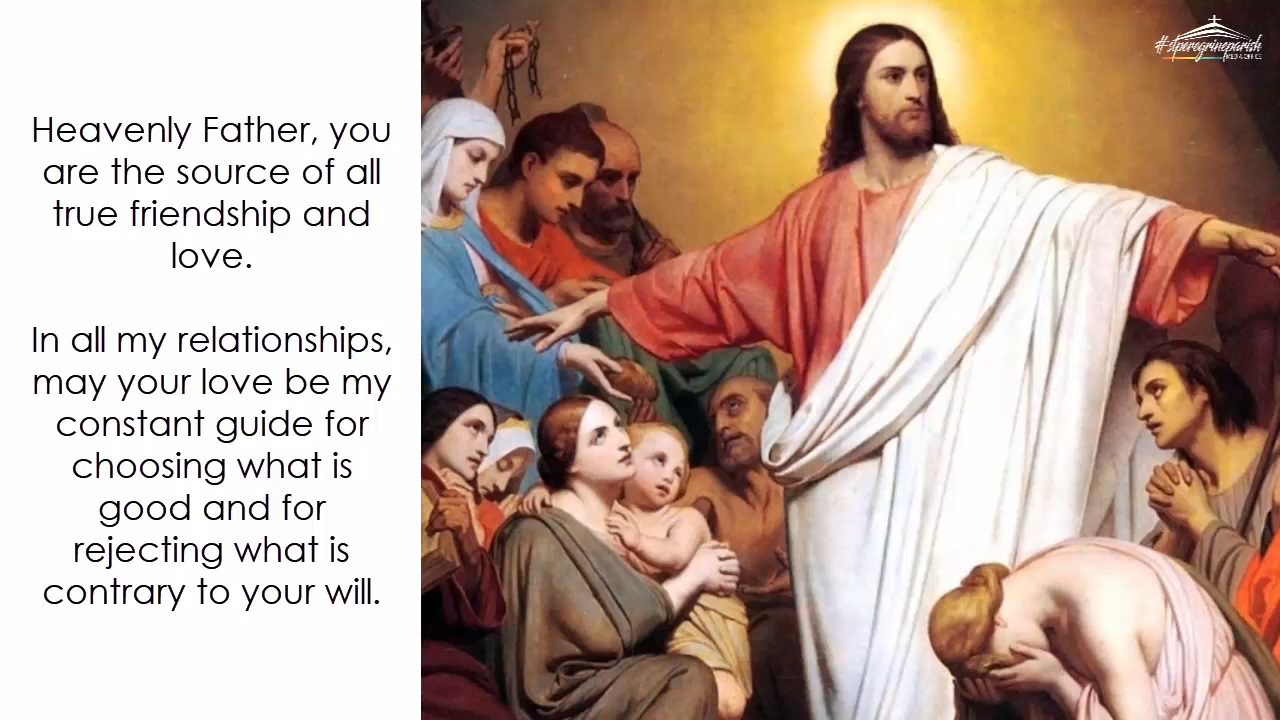 Heavenly Father, you
are the source of all
true friendship and
love.
In all my relationships,
may your love be my
constant guide for
choosing what is
good and for
rejecting what is
contrary to your will.
#stperegrineparish